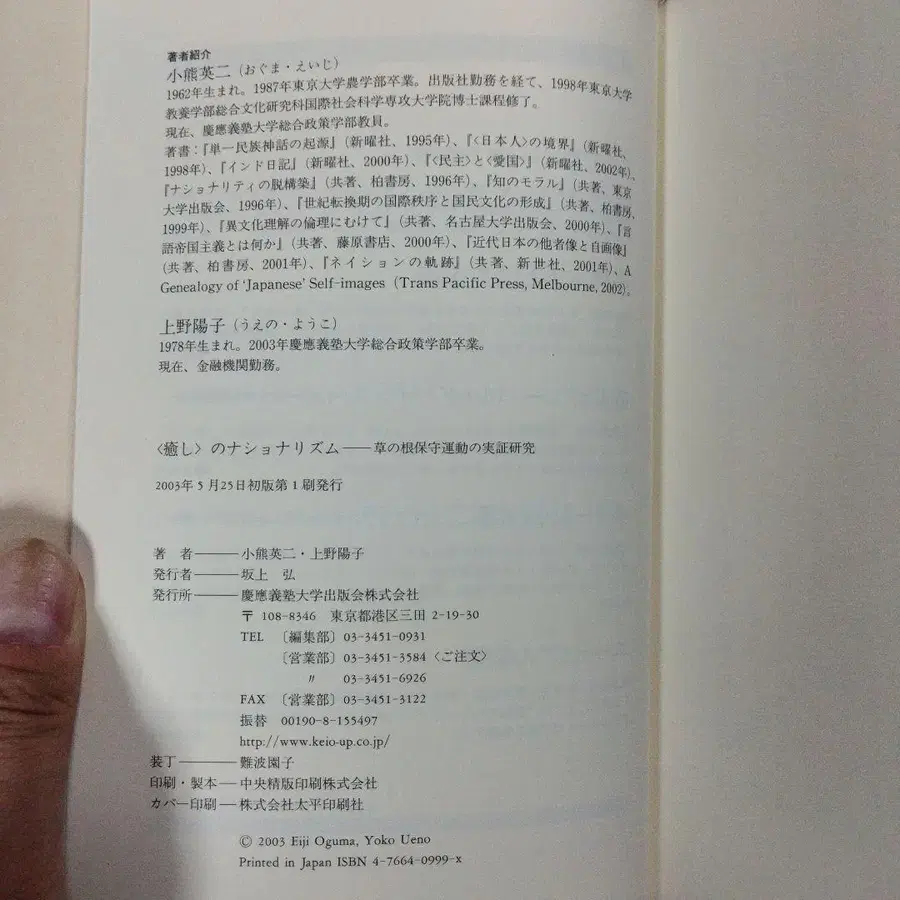 著者紹介
小熊英二（おぐま・えいじ）
1962年生まれ。1987年東京大学農学部卒業。出版社勤務を経て、1998年東京大学
教養学部総合文化研究科国際社会科学専攻大学院博士課程修了。
現在、慶應義塾大学総合政策学部教員。
著書：『単一民族神話の起源』（新曜社、1995年）、『〈日本人〉の境界』（新曜社、
1998年）、『インド日記』（新曜社、2000年）、『〈民主〉と〈愛国〉』（新曜社、2002年）、
『ナショナリティの脱構築』（共著、柏書房、1996年）、『知のモラル』（共著、東京
大学出版会、1996年）、『世紀転換期の国際秩序と国民文化の形成』（共著、柏書房、
1999年）、『異文化理解の倫理にむけて』（共著、名古屋大学出版会、2000年）、『言
語帝国主義とは何か』（共著、藤原書店、2000年）、『近代日本の他者像と自画像』
（共著、柏書房、2001年）、『ネイションの軌跡』（共著、新世社、2001年）、A
Genealogy of ‘Japanese’ Self-images（Trans Pacific Press, Melbourne, 2002）。
上野陽子（うえの・ようこ）
1978年生まれ。2003年慶應義塾大学総合政策学部卒業。
現在、金融機関勤務。
〈癒し〉のナショナリズム――草の根保守運動の実証研究
2003年5月25日初版第1刷発行
著　者―――小熊英二・上野陽子
発行者―――坂上　弘
発行所―――慶應義塾大学出版会株式会社
〒108-8346　東京都港区三田 2-19-30
TEL〔編集部〕03-3451-0931
〔営業部〕03-3451-3584〈ご注文〉
〃　03-3451-6926
FAX〔営業部〕03-3451-3122
振替　00190-8-155497
http://www.keio-up.co.jp/
装丁―――難波園子
印刷・製本―中央精版印刷株式会社
カバー印刷―株式会社太平印刷社
© 2003 Eiji Oguma, Yoko Ueno
Printed in Japan ISBN 4-7664-0999-x